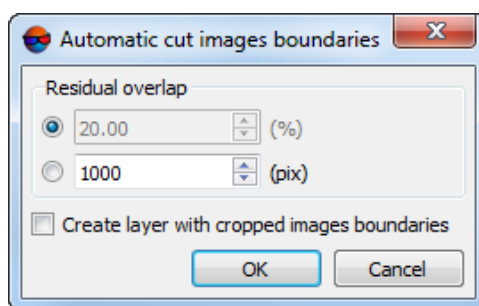 Automatic cut images boundaries
Residual overlap
20.00 (%)
1000 (pix)
Create layer with cropped images boundaries
OK Cancel